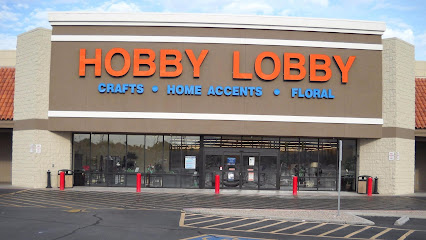 HOBBY LOBBY
CRAFTS • HOME ACCENTS • FLORAL